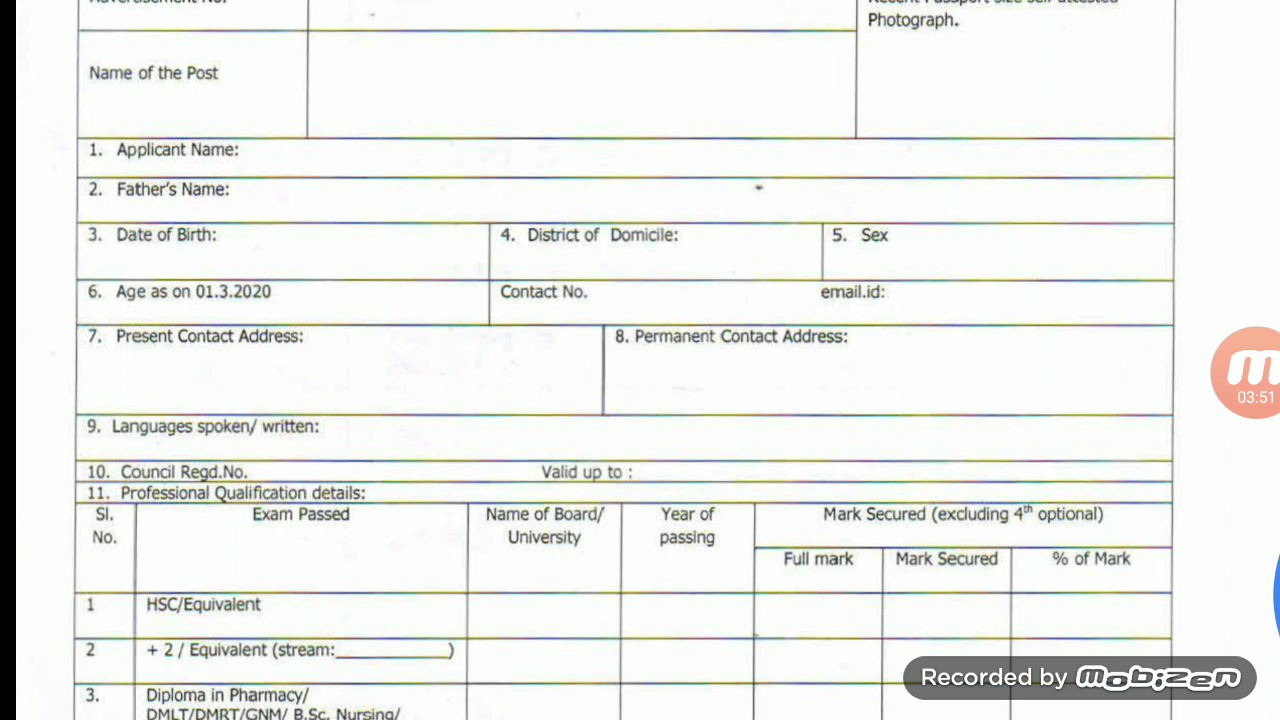 Advertisement No.
Recent Passport size self attested
Photograph.
Name of the Post
1. Applicant Name:
2. Father's Name:
3. Date of Birth:
4. District of Domicile:
5. Sex
6. Age as on 01.3.2020
Contact No.
email.id:
7. Present Contact Address:
8. Permanent Contact Address:
9. Languages spoken/ written:
10. Council Regd.No.
Valid up to :
11. Professional Qualification details:
Sl. No.
Exam Passed
Name of Board/
University
Year of
passing
Mark Secured (excluding 4th optional)
Full mark
Mark Secured
% of Mark
1
HSC/Equivalent
2
+ 2 / Equivalent (stream:____________)
3.
Diploma in Pharmacy/
DMLT/DMRT/GNM/ B.Sc. Nursing/
03:51
Recorded by mobizen